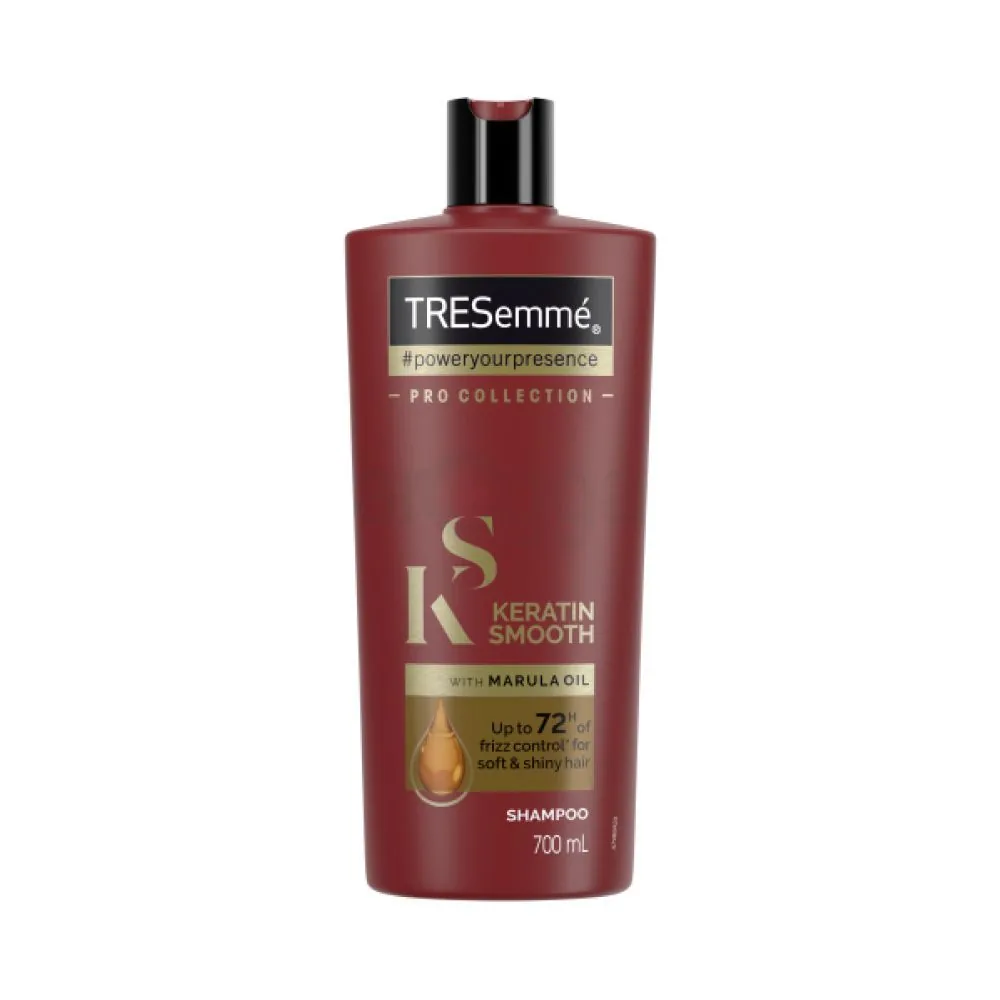 TRESemmé®
#poweryourpresence
– PRO COLLECTION –
KS
KERATIN
SMOOTH
WITH MARULA OIL
Up to 72H of
frizz control* for
soft & shiny hair
SHAMPOO
700 mL